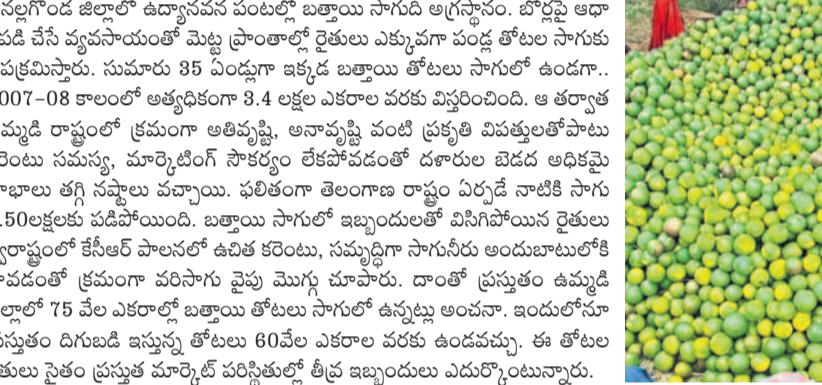 నల్లగొండ జిల్లాలో ఉద్యానవన పంటల్లో బత్తాయి సాగుది అగ్రస్థానం. బోర్లపై ఆధా
పడి చేసే వ్యవసాయంతో మెట్ట ప్రాంతాల్లో రైతులు ఎక్కువగా పండ్ల తోటల సాగుకు
పక్రమిస్తారు. సుమారు 35 ఏండ్లుగా ఇక్కడ బత్తాయి తోటలు సాగులో ఉండగా..
007-08 కాలంలో అత్యధికంగా 3.4 లక్షల ఎకరాల వరకు విస్తరించింది. ఆ తర్వాత
మ్మడి రాష్ట్రంలో క్రమంగా అతివృష్టి, అనావృష్టి వంటి ప్రకృతి విపత్తులతోపాటు
రెంటు సమస్య, మార్కెటింగ్ సౌకర్యం లేకపోవడంతో దళారుల బెడద అధికమై
ాభాలు తగ్గి నష్టాలు వచ్చాయి. ఫలితంగా తెలంగాణ రాష్ట్రం ఏర్పడే నాటికి సాగు
.50లక్షలకు పడిపోయింది. బత్తాయి సాగులో ఇబ్బందులతో విసిగిపోయిన రైతులు
్వరాష్ట్రంలో కేసీఆర్ పాలనలో ఉచిత కరెంటు, సమృద్ధిగా సాగునీరు అందుబాటులోకి
ావడంతో క్రమంగా వరిసాగు వైపు మొగ్గు చూపారు. దాంతో ప్రస్తుతం ఉమ్మడి
ల్లాలో 75 వేల ఎకరాల్లో బత్తాయి తోటలు సాగులో ఉన్నట్లు అంచనా. ఇందులోనూ
్రస్తుతం దిగుబడి ఇస్తున్న తోటలు 60వేల ఎకరాల వరకు ఉండవచ్చు. ఈ తోటల
ైతులు సైతం ప్రస్తుత మార్కెట్ పరిస్థితుల్లో తీవ్ర ఇబ్బందులు ఎదుర్కొంటున్నారు.